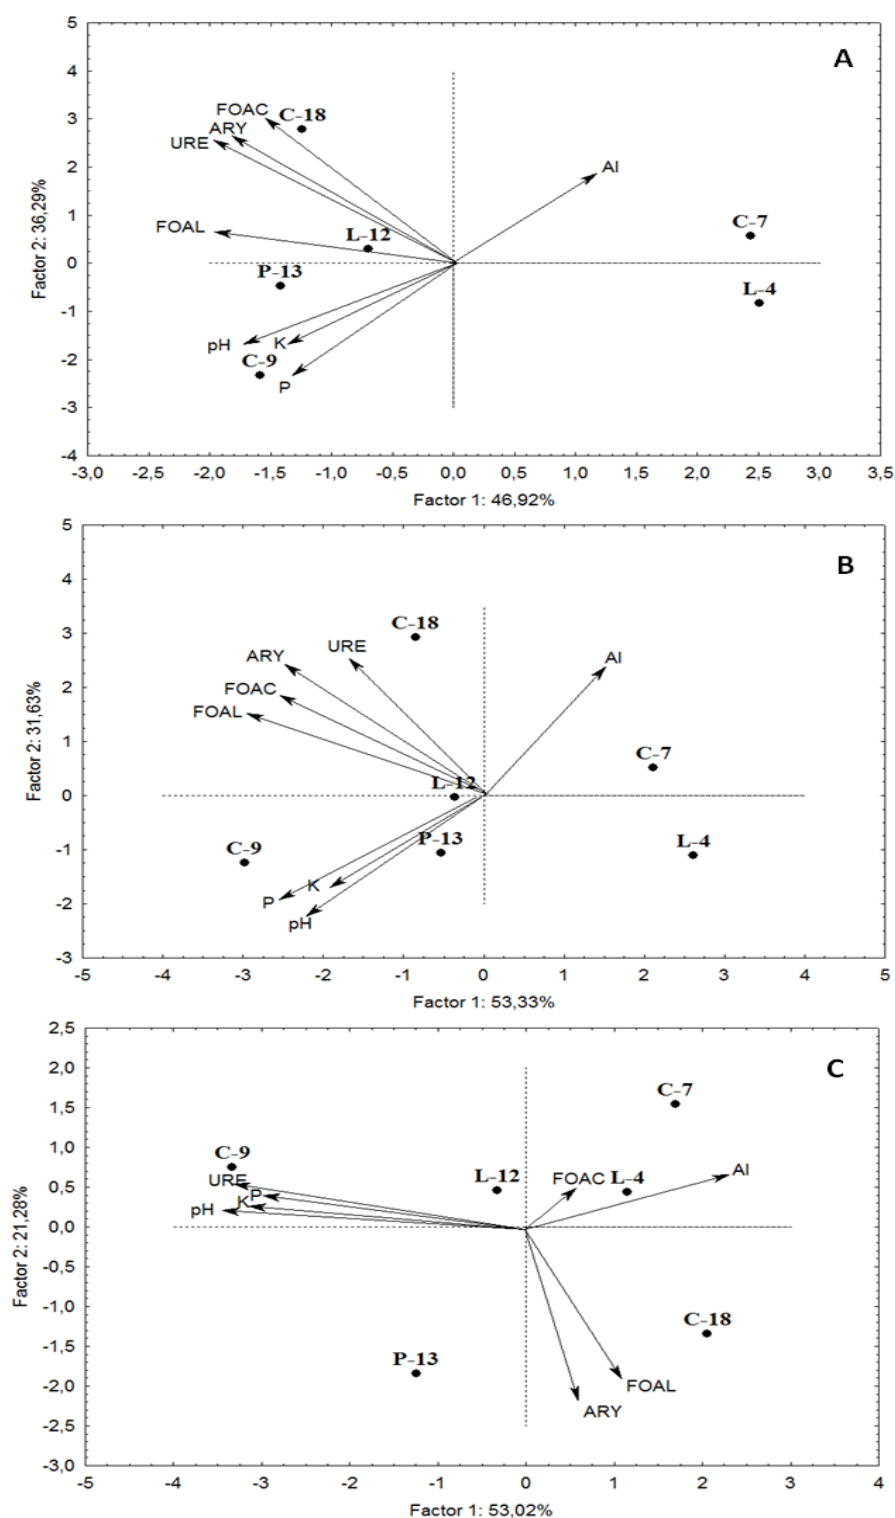 5
A
4
FOAC C-18
3
ARY
URE
2
AI
FOAL
C-7
1
L-12
0
P-13
L-4
-1
pH K
C-9
-2
P
-3
-4
-3,0 -2,5 -2,0 -1,5 -1,0 -0,5 0,0 0,5 1,0 1,5 2,0 2,5 3,0 3,5
Factor 1: 46,92%
Factor 2: 36,29%
5
B
4
C-18
3
URE
ARY
AI
FOAC
2
FOAL
C-7
1
L-12
0
P-13
L-4
C-9
-1
K
P
-2
pH
-3
-5 -4 -3 -2 -1 0 1 2 3 4 5
Factor 1: 53,33%
Factor 2: 31,63%
2,5
C
2,0
C-7
1,5
1,0
C-9
AI
L-12 FOAC L-4
URE
0,5
P
K
pH
0,0
-0,5
-1,0
C-18
-1,5
P-13
FOAL
-2,0
ARY
-2,5
-3,0
-5 -4 -3 -2 -1 0 1 2 3 4
Factor 1: 53,02%
Factor 2: 21,28%